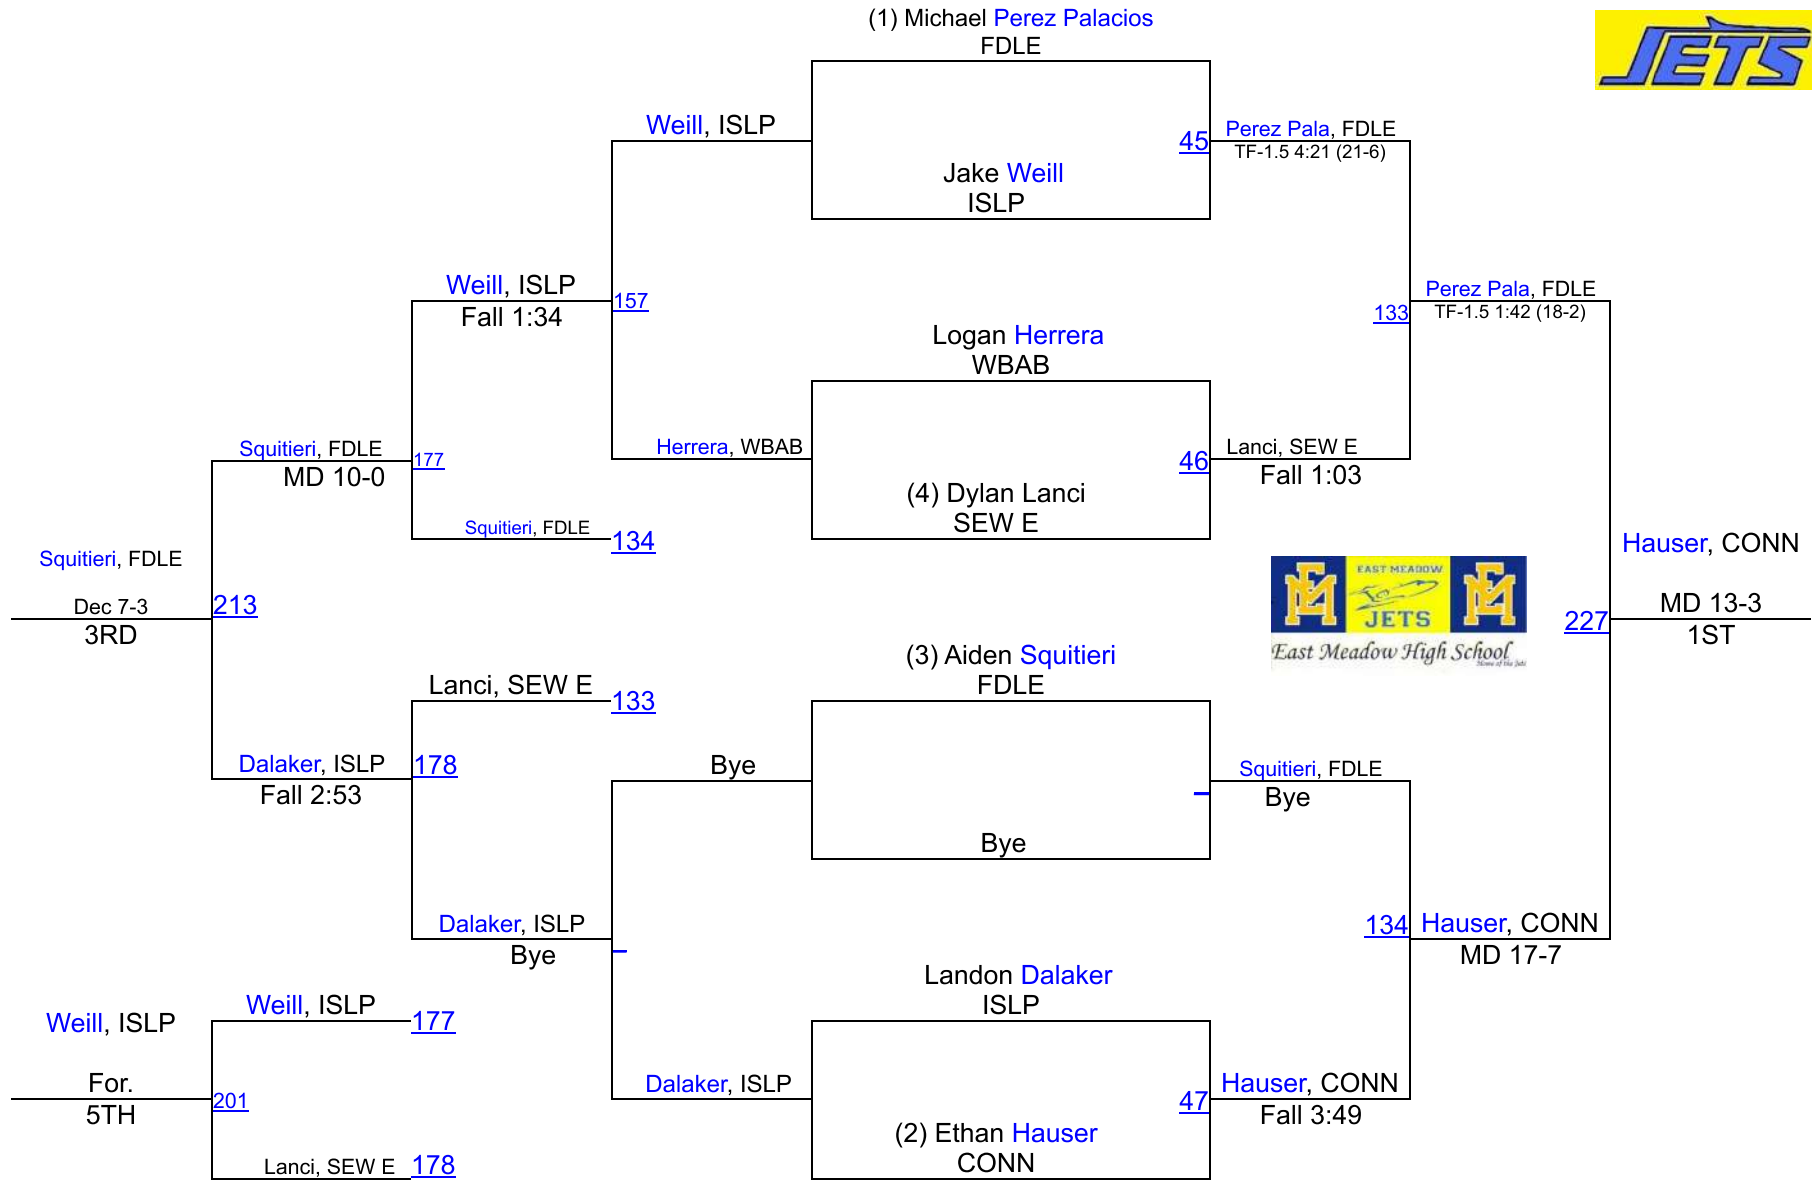 (1) Michael Perez Palacios
FDLE
JETS
Weill, ISLP
45
Perez Pala, FDLE
TF-1.5 4:21 (21-6)
Jake Weill
ISLP
Weill, ISLP
Fall 1:34
157
Perez Pala, FDLE
133
TF-1.5 1:42 (18-2)
Logan Herrera
WBAB
Squitieri, FDLE
MD 10-0
177
Herrera, WBAB
46
Lanci, SEW E
Fall 1:03
(4) Dylan Lanci
SEW E
Squitieri, FDLE
134
Squitieri, FDLE
Hauser, CONN
EAST MEADOW
JETS
East Meadow High School
Home of the Jets
Dec 7-3
213
3RD
227
MD 13-3
1ST
(3) Aiden Squitieri
FDLE
Lanci, SEW E
133
Dalaker, ISLP
178
Fall 2:53
Bye
Squitieri, FDLE
Bye
Bye
Dalaker, ISLP
Bye
134
Hauser, CONN
MD 17-7
Landon Dalaker
ISLP
Weill, ISLP
Weill, ISLP
177
For.
5TH
201
Dalaker, ISLP
47
Hauser, CONN
Fall 3:49
(2) Ethan Hauser
CONN
Lanci, SEW E
178